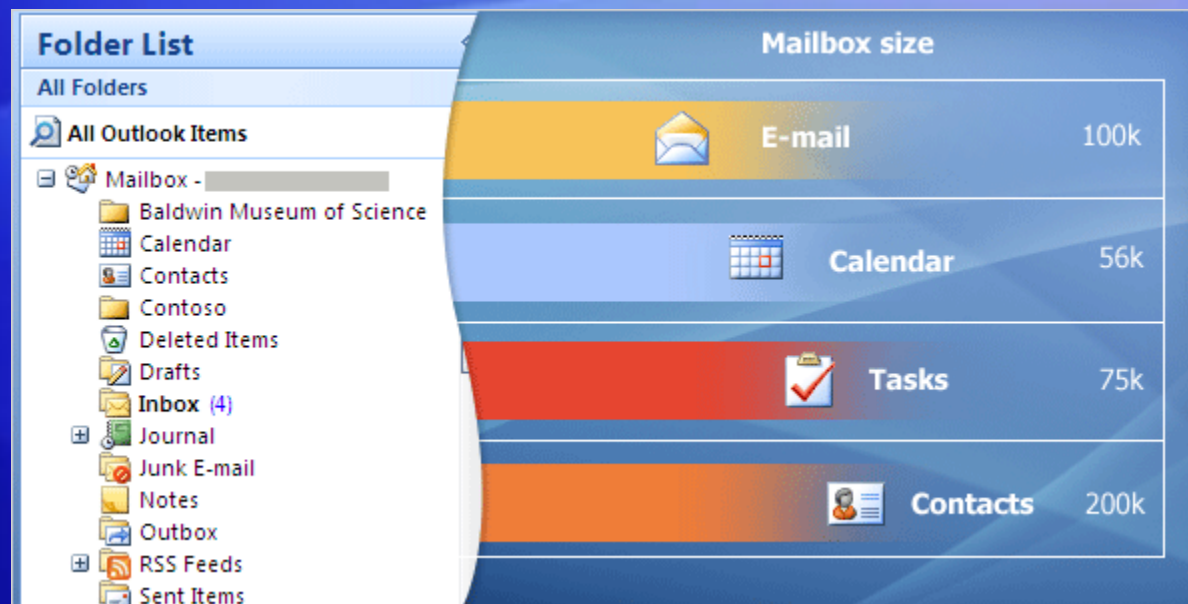 Folder List
All Folders
All Outlook Items
Mailbox -
Baldwin Museum of Science
Calendar
Contacts
Contoso
Deleted Items
Drafts
Inbox (4)
Journal
Junk E-mail
Notes
Outbox
RSS Feeds
Sent Items
Mailbox size
E-mail 100k
Calendar 56k
Tasks 75k
Contacts 200k